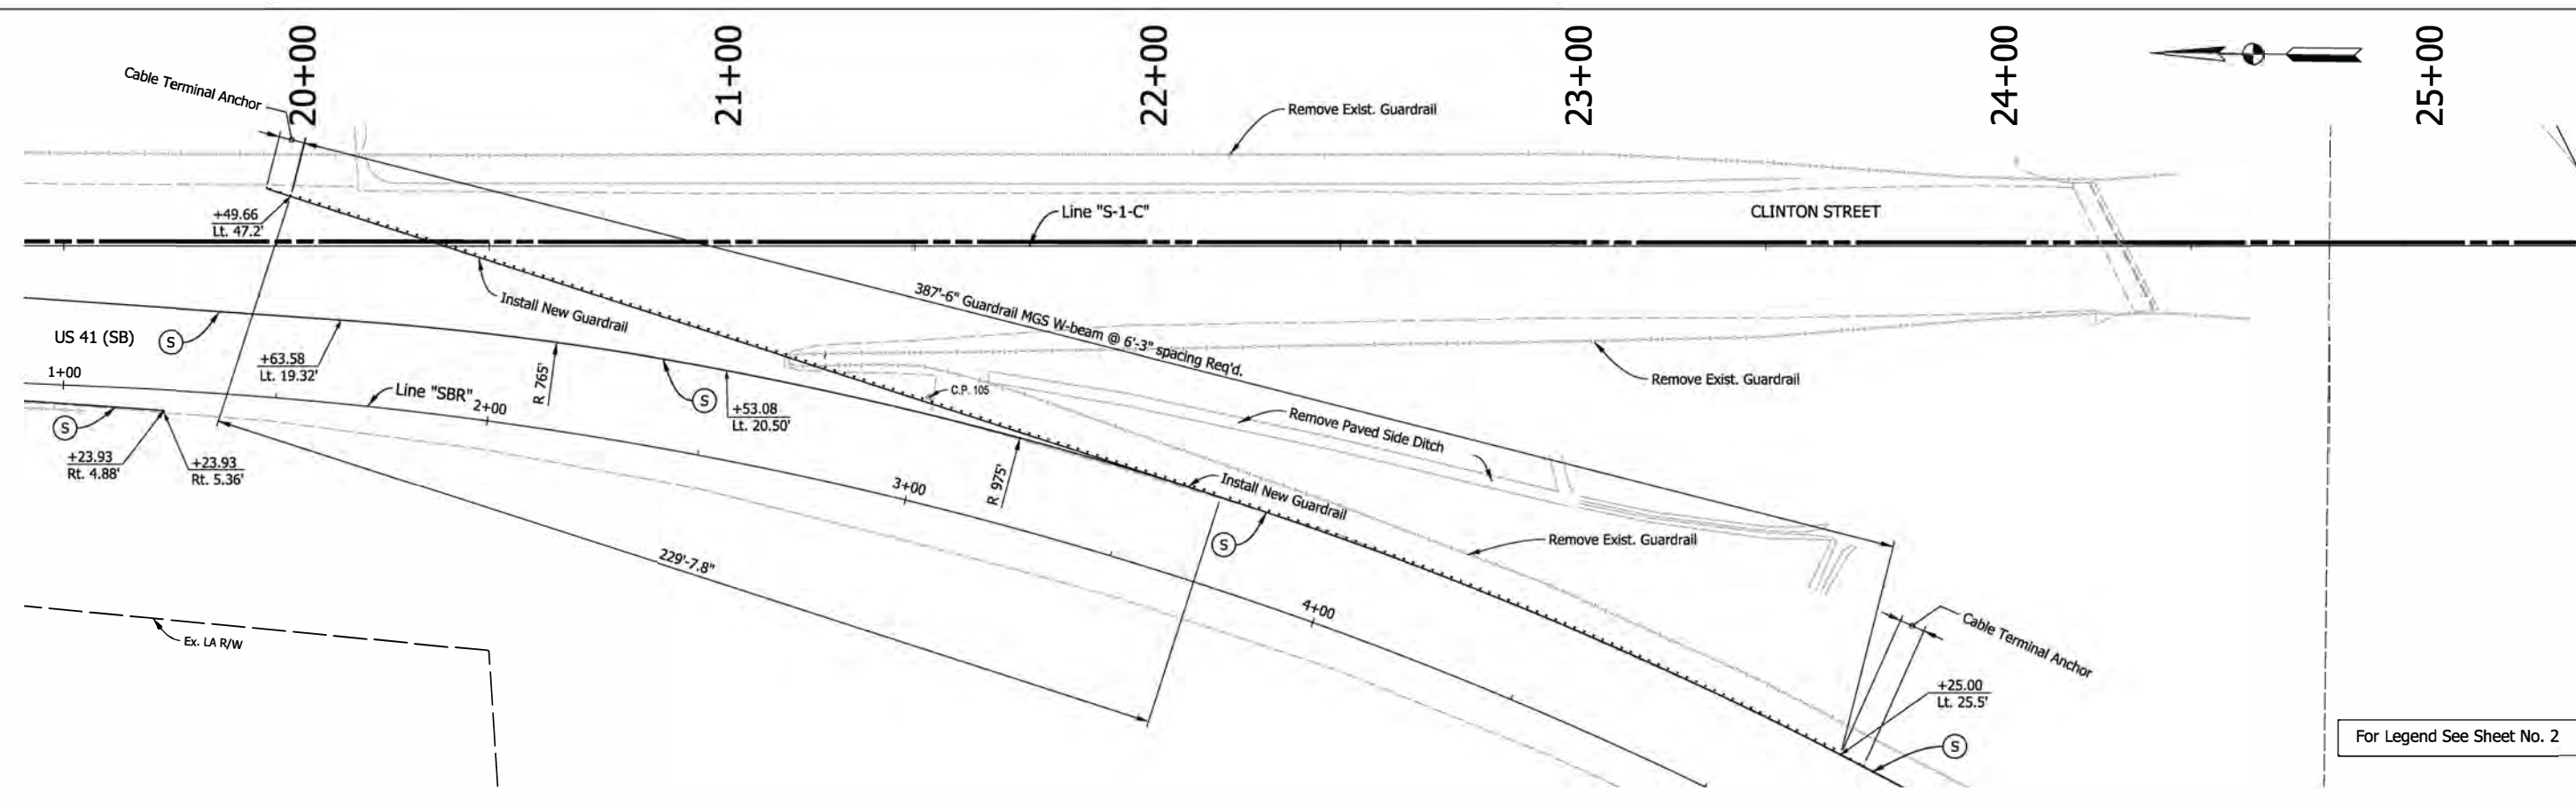 20+00
21+00
22+00
23+00
24+00
25+00
Cable Terminal Anchor
Remove Exist. Guardrail
+49.66
Lt. 47.2'
Line "S-1-C"
CLINTON STREET
Install New Guardrail
387'-6" Guardrail MGS W-beam @ 6'-3" spacing Req'd.
US 41 (SB)
S
+63.58
Lt. 19.32'
R 765'
Remove Exist. Guardrail
1+00
Line "SBR"
2+00
S
C.P. 105
+53.08
Lt. 20.50'
Remove Paved Side Ditch
S
+23.93
Rt. 4.88'
+23.93
Rt. 5.36'
3+00
R 975'
Install New Guardrail
S
Remove Exist. Guardrail
229'-7.8"
4+00
Cable Terminal Anchor
Ex. LA R/W
+25.00
Lt. 25.5'
S
For Legend See Sheet No. 2